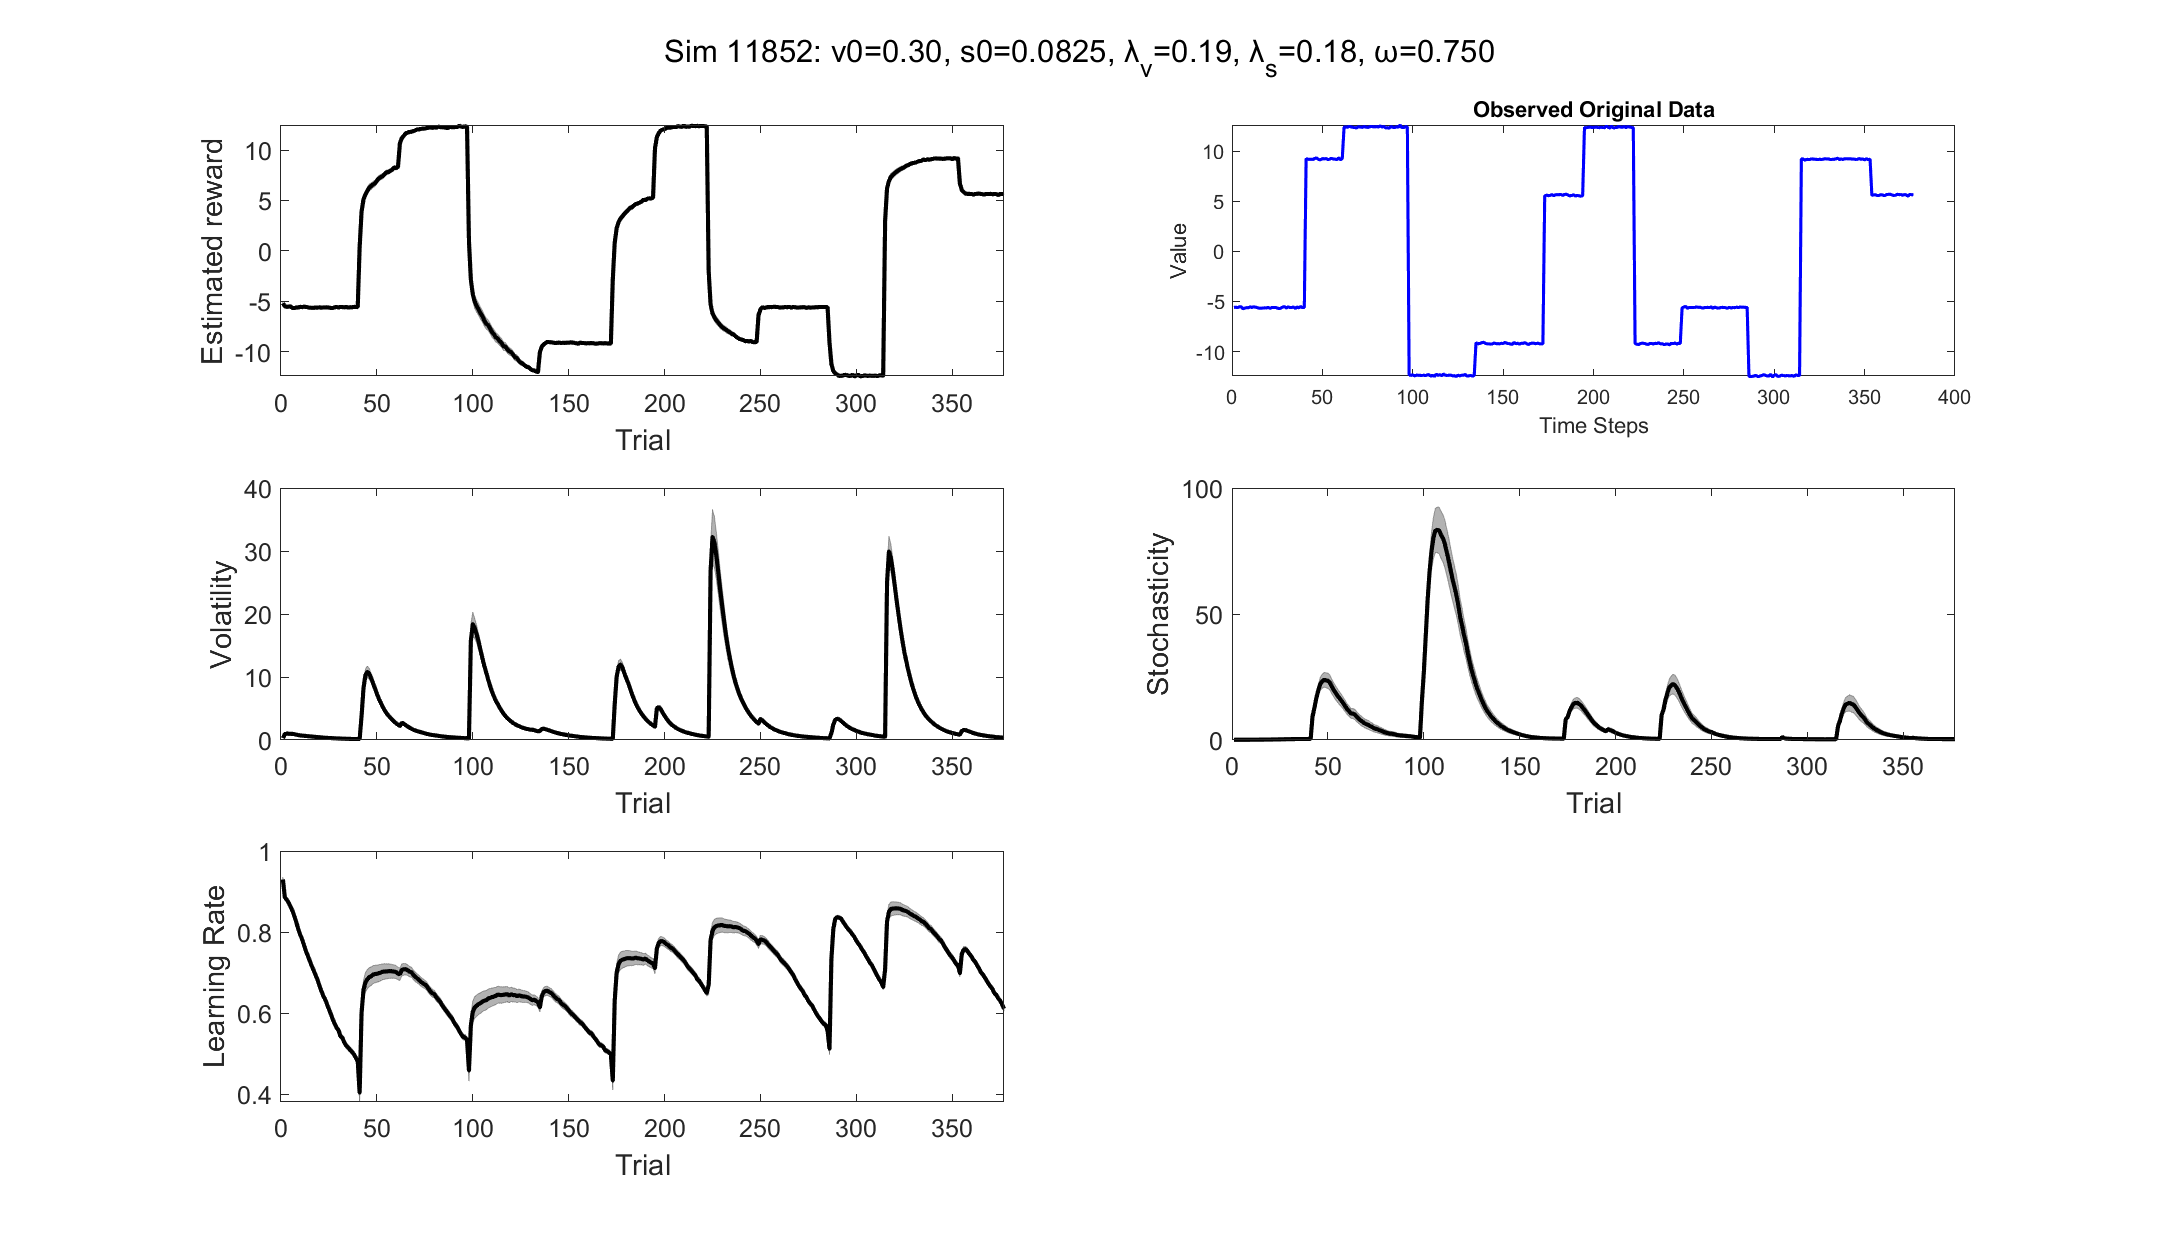 Sim 11852: v0=0.30, s0=0.0825, λ_v=0.19, λ_s=0.18, ω=0.750
Estimated reward
10
5
0
-5
-10
0 50 100 150 200 250 300 350
Trial
Observed Original Data
Value
10
5
0
-5
-10
0 50 100 150 200 250 300 350 400
Time Steps
Volatility
40
30
20
10
0
0 50 100 150 200 250 300 350
Trial
Stochasticity
100
50
0
0 50 100 150 200 250 300 350
Trial
Learning Rate
1
0.8
0.6
0.4
0 50 100 150 200 250 300 350
Trial